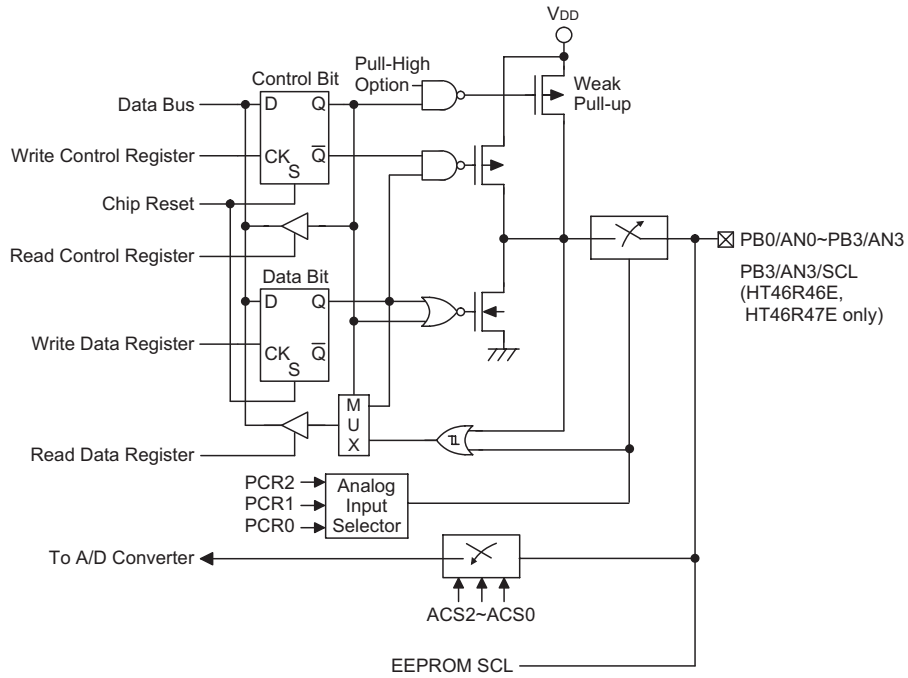 VDD
Pull-High
Option
Control Bit
Weak
Pull-up
Data Bus
D
Q
Write Control Register
CK
Q̅
S
Chip Reset
Read Control Register
PB0/AN0~PB3/AN3
PB3/AN3/SCL
(HT46R46E,
HT46R47E only)
Data Bit
D
Q
Write Data Register
CK
Q̅
S
M
U
X
Read Data Register
PCR2
PCR1
PCR0
Analog
Input
Selector
To A/D Converter
ACS2~ACS0
EEPROM SCL